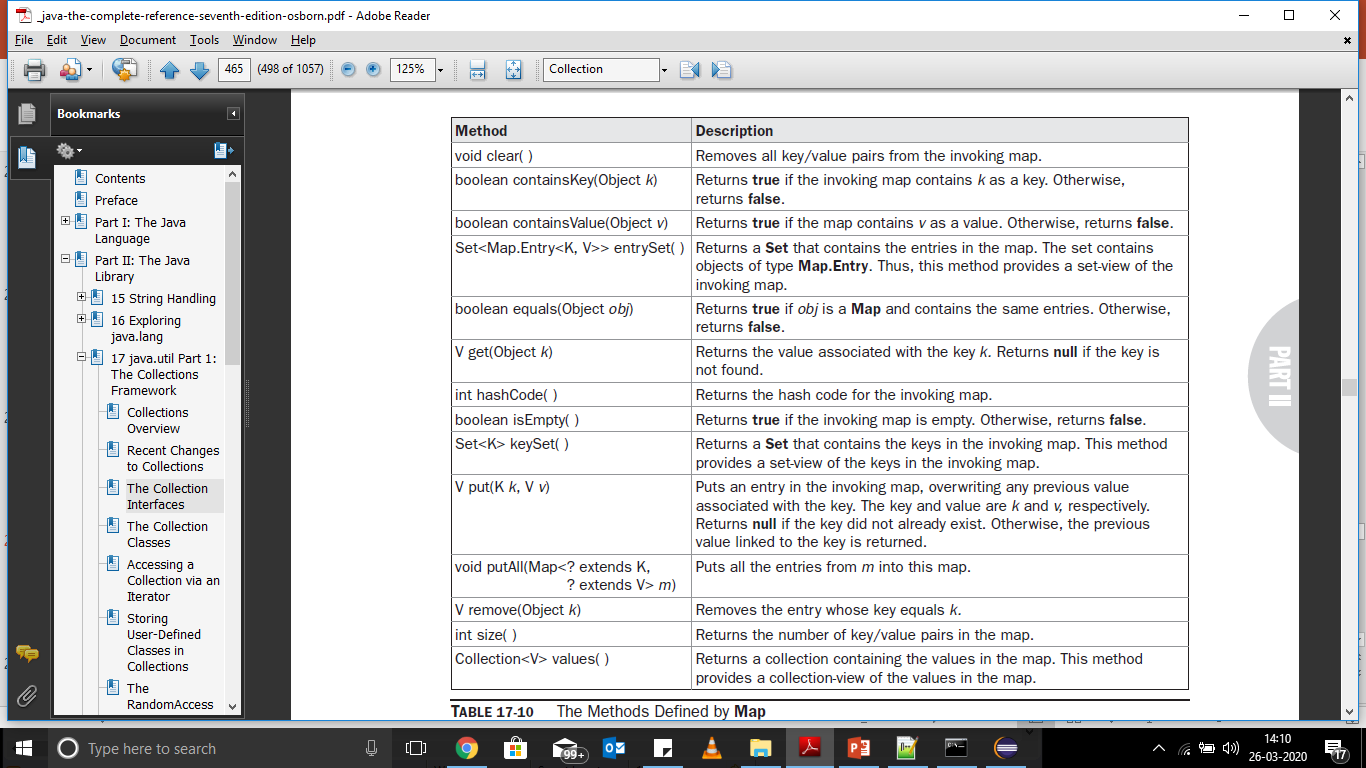 _java-the-complete-reference-seventh-edition-osborn.pdf - Adobe Reader
File Edit View Document Tools Window Help
465 (498 of 1057) 125% Collection
Bookmarks
Contents
Preface
Part I: The Java
Language
Part II: The Java
Library
15 String Handling
16 Exploring
java.lang
17 java.util Part 1:
The Collections
Framework
Collections
Overview
Recent Changes
to Collections
The Collection
Interfaces
The Collection
Classes
Accessing a
Collection via an
Iterator
Storing
User-Defined
Classes in
Collections
The
RandomAccess
Method Description
void clear( ) Removes all key/value pairs from the invoking map.
boolean containsKey(Object k) Returns true if the invoking map contains k as a key. Otherwise,
returns false.
boolean containsValue(Object v) Returns true if the map contains v as a value. Otherwise, returns false.
Set<Map.Entry<K, V>> entrySet( ) Returns a Set that contains the entries in the map. The set contains
objects of type Map.Entry. Thus, this method provides a set-view of the
invoking map.
boolean equals(Object obj) Returns true if obj is a Map and contains the same entries. Otherwise,
returns false.
V get(Object k) Returns the value associated with the key k. Returns null if the key is
not found.
int hashCode( ) Returns the hash code for the invoking map.
boolean isEmpty( ) Returns true if the invoking map is empty. Otherwise, returns false.
Set<K> keySet( ) Returns a Set that contains the keys in the invoking map. This method
provides a set-view of the keys in the invoking map.
V put(K k, V v) Puts an entry in the invoking map, overwriting any previous value
associated with the key. The key and value are k and v, respectively.
Returns null if the key did not already exist. Otherwise, the previous
value linked to the key is returned.
void putAll(Map<? extends K, Puts all the entries from m into this map.
? extends V> m)
V remove(Object k) Removes the entry whose key equals k.
int size( ) Returns the number of key/value pairs in the map.
Collection<V> values( ) Returns a collection containing the values in the map. This method
provides a collection-view of the values in the map.
TABLE 17-10 The Methods Defined by Map
PART II
Type here to search
99+
14:10
26-03-2020
17